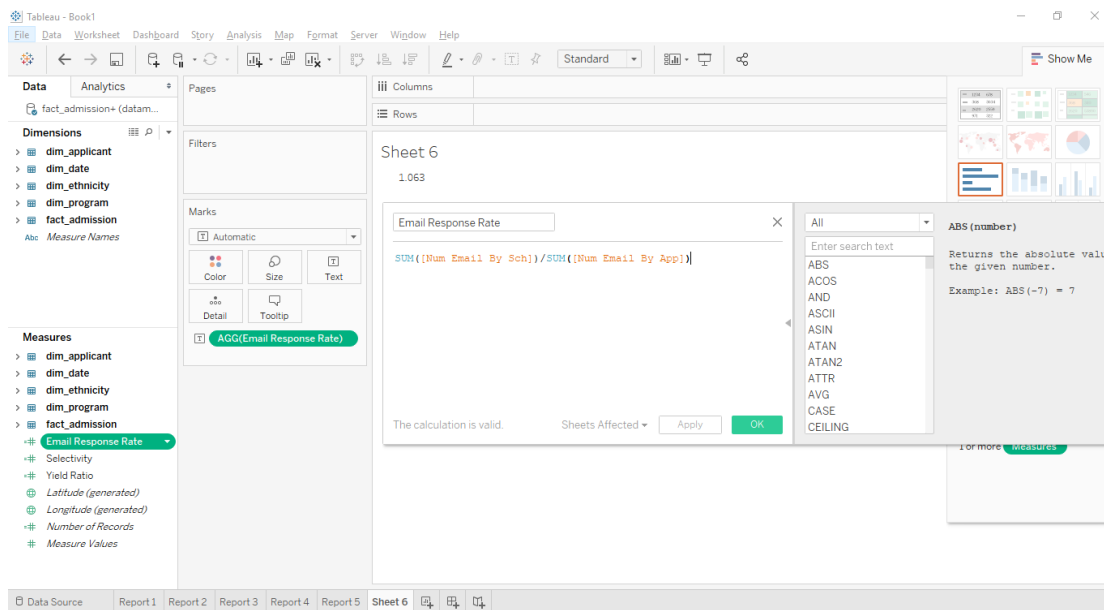 Tableau - Book1
File Data Worksheet Dashboard Story Analysis Map Format Server Window Help
Standard
Show Me
Data Analytics
fact_admission+ (datam...
Dimensions
dim_applicant
dim_date
dim_ethnicity
dim_program
fact_admission
Abc Measure Names
Measures
dim_applicant
dim_date
dim_ethnicity
dim_program
fact_admission
Email Response Rate
Selectivity
Yield Ratio
Latitude (generated)
Longitude (generated)
Number of Records
Measure Values
Pages
Filters
Marks
Automatic
Color Size Text
Detail Tooltip
AGG(Email Response Rate)
Columns
Rows
Sheet 6
1.063
Email Response Rate
SUM([Num Email By Sch])/SUM([Num Email By App])
The calculation is valid.
Sheets Affected
Apply
OK
All
Enter search text
ABS
ACOS
AND
ASCII
ASIN
ATAN
ATAN2
ATTR
AVG
CASE
CEILING
ABS(number)
Returns the absolute valu
the given number.
Example: ABS(-7) = 7
1 or more Measures
Data Source Report 1 Report 2 Report 3 Report 4 Report 5 Sheet 6